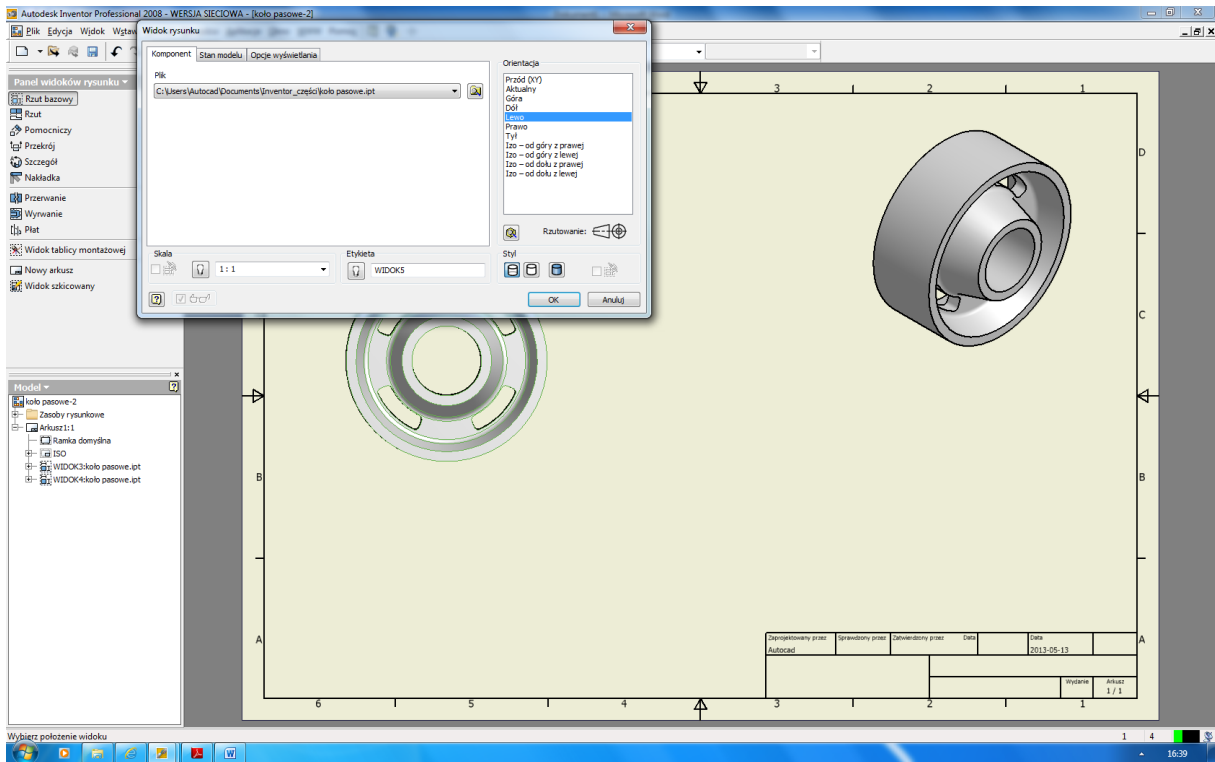 Autodesk Inventor Professional 2008 - WERSJA SIECIOWA - [koło pasowe-2]
Plik Edycja Widok Wstaw
Widok rysunku
Panel widoków rysunku
Rzut bazowy
Rzut
Pomocniczy
Przekrój
Szczegół
Nakładka
Przerwanie
Wyrwanie
Płat
Widok tablicy montażowej
Nowy arkusz
Widok szkicowany
Komponent Stan modelu Opcje wyświetlania
Plik
C:\Users\Autocad\Documents\Inventor_części\koło pasowe.ipt
Orientacja
Przód (XY)
Aktualny
Góra
Dół
Lewo
Prawo
Tył
Izo – od góry z prawej
Izo – od góry z lewej
Izo – od dołu z prawej
Izo – od dołu z lewej
Rzutowanie:
Skala
1 : 1
Etykieta
WIDOK5
Styl
OK Anuluj
Model
koło pasowe-2
Zasoby rysunkowe
Arkusz1:1
Ramka domyślna
ISO
WIDOK3:koło pasowe.ipt
WIDOK4:koło pasowe.ipt
3 2 1
D
C
B B
A A
Zaprojektowany przez Sprawdzony przez Zatwierdzony przez Data Data
Autocad 2013-05-13
Wydanie Arkusz
1 / 1
6 5 4 3 2 1
Wybierz położenie widoku
1 4
16:39